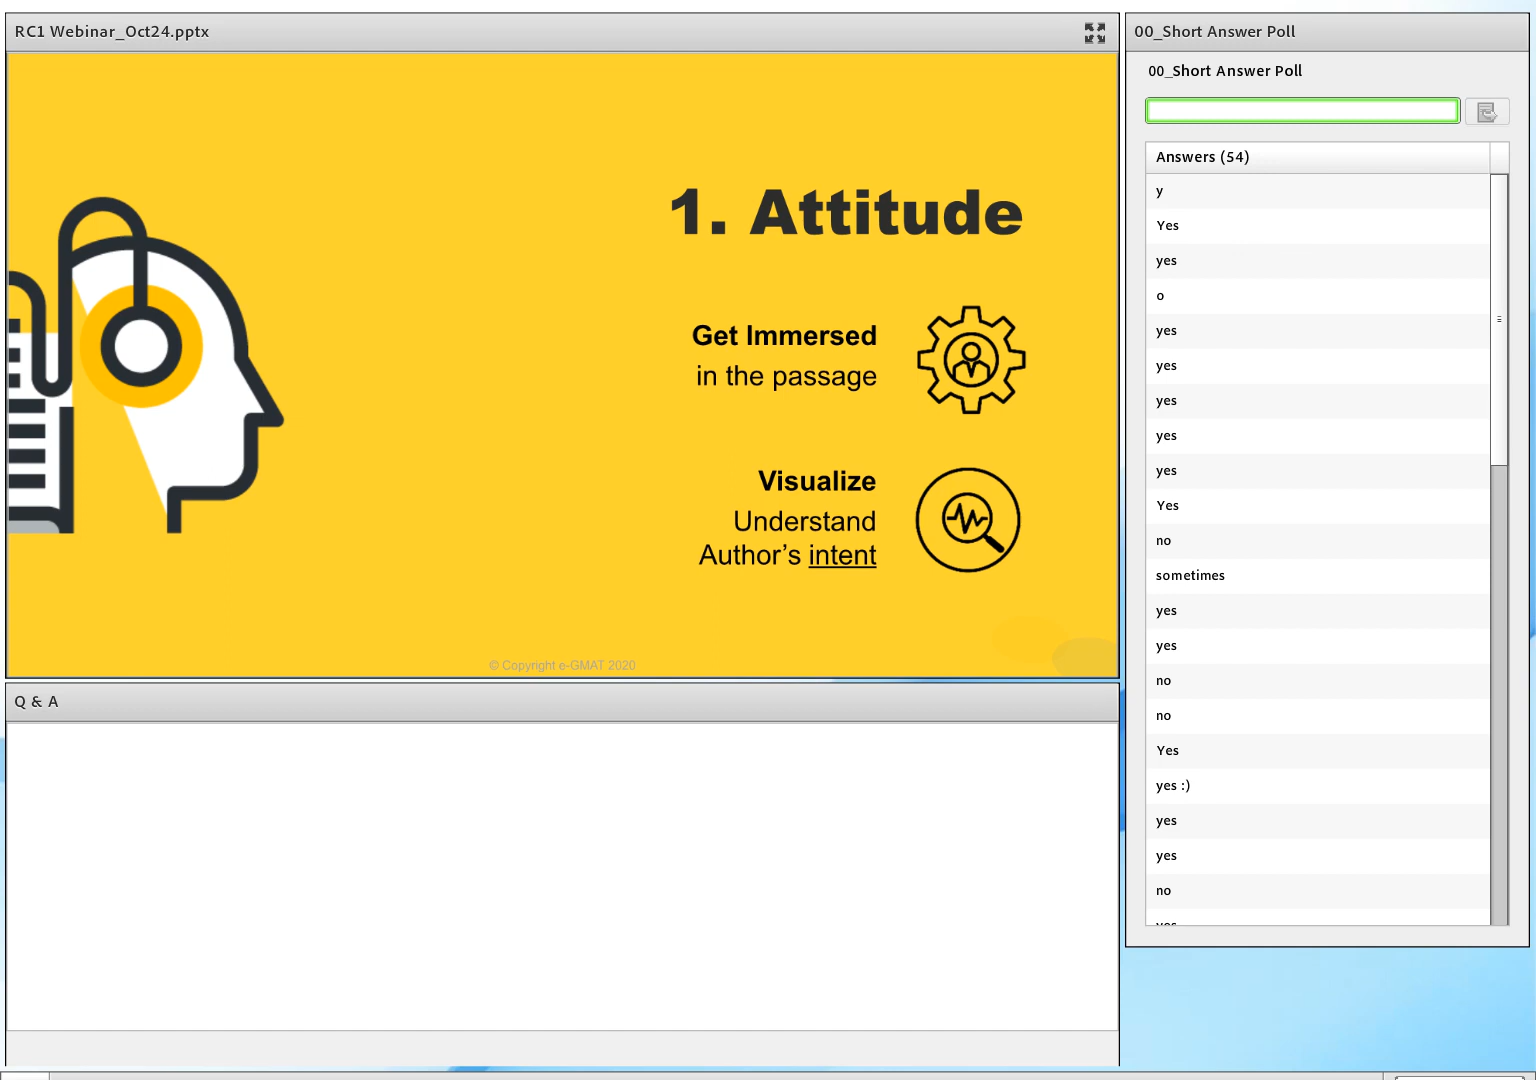 RC1 Webinar_Oct24.pptx
1. Attitude
Get Immersed
in the passage
Visualize
Understand
Author's intent
© Copyright e-GMAT 2020
Q & A
00_Short Answer Poll
00_Short Answer Poll
Answers (54)
y
Yes
yes
o
yes
yes
yes
yes
yes
Yes
no
sometimes
yes
yes
no
no
Yes
yes :)
yes
yes
no
yes